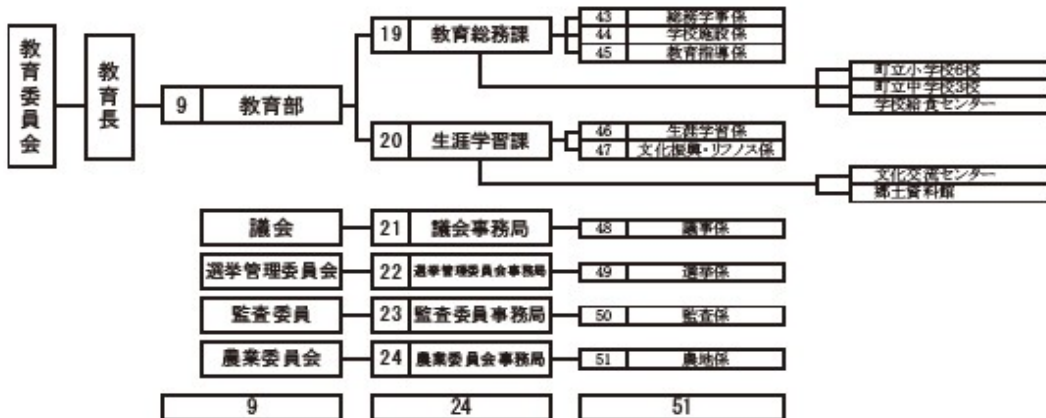 教育委員会
教育長
9 教育部
19 教育総務課
43 総務学事係
44 学校施設係
45 教育指導係
町立小学校6校
町立中学校3校
学校給食センター
20 生涯学習課
46 生涯学習係
47 文化振興・リフノス係
文化交流センター
郷土資料館
議会 21 議会事務局 48 議事係
選挙管理委員会 22 選挙管理委員会事務局 49 選挙係
監査委員 23 監査委員事務局 50 監査係
農業委員会 24 農業委員会事務局 51 農地係
9 24 51